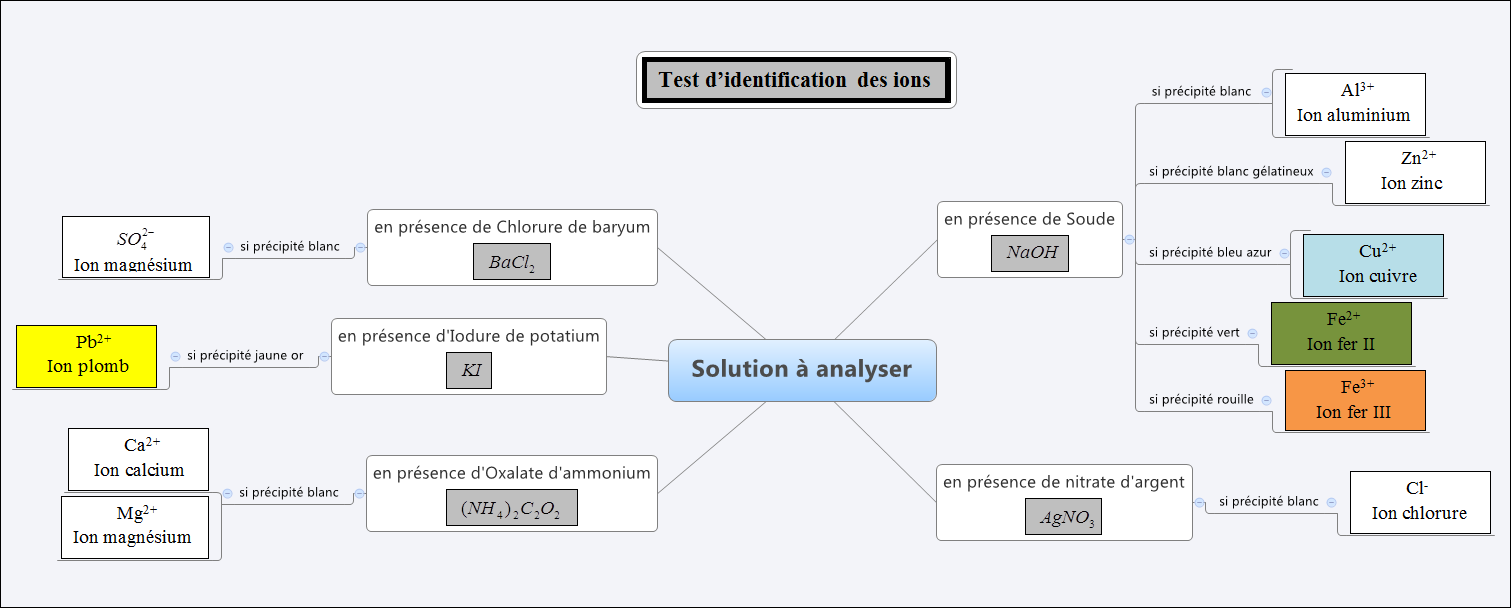 Test d’identification des ions
en présence de Chlorure de baryum
BaCl₂
si précipité blanc
SO₄²⁻
Ion magnésium
en présence d'Iodure de potatium
KI
si précipité jaune or
Pb²⁺
Ion plomb
en présence d'Oxalate d'ammonium
(NH₄)₂C₂O₂
si précipité blanc
Ca²⁺
Ion calcium
Mg²⁺
Ion magnésium
Solution à analyser
en présence de Soude
NaOH
si précipité blanc
Al³⁺
Ion aluminium
si précipité blanc gélatineux
Zn²⁺
Ion zinc
si précipité bleu azur
Cu²⁺
Ion cuivre
si précipité vert
Fe²⁺
Ion fer II
si précipité rouille
Fe³⁺
Ion fer III
en présence de nitrate d'argent
AgNO₃
si précipité blanc
Cl⁻
Ion chlorure